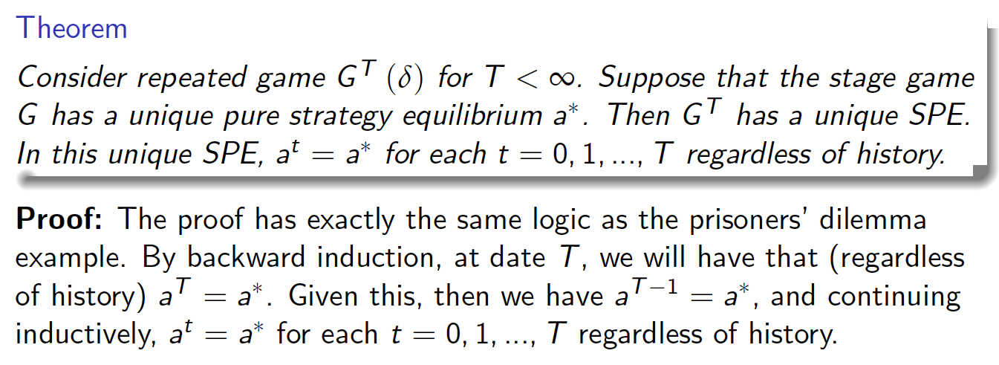 Theorem
Consider repeated game G^T (δ) for T < ∞. Suppose that the stage game
G has a unique pure strategy equilibrium a*. Then G^T has a unique SPE.
In this unique SPE, a^t = a* for each t = 0, 1, ..., T regardless of history.
Proof: The proof has exactly the same logic as the prisoners' dilemma
example. By backward induction, at date T, we will have that (regardless
of history) a^T = a*. Given this, then we have a^{T−1} = a*, and continuing
inductively, a^t = a* for each t = 0, 1, ..., T regardless of history.